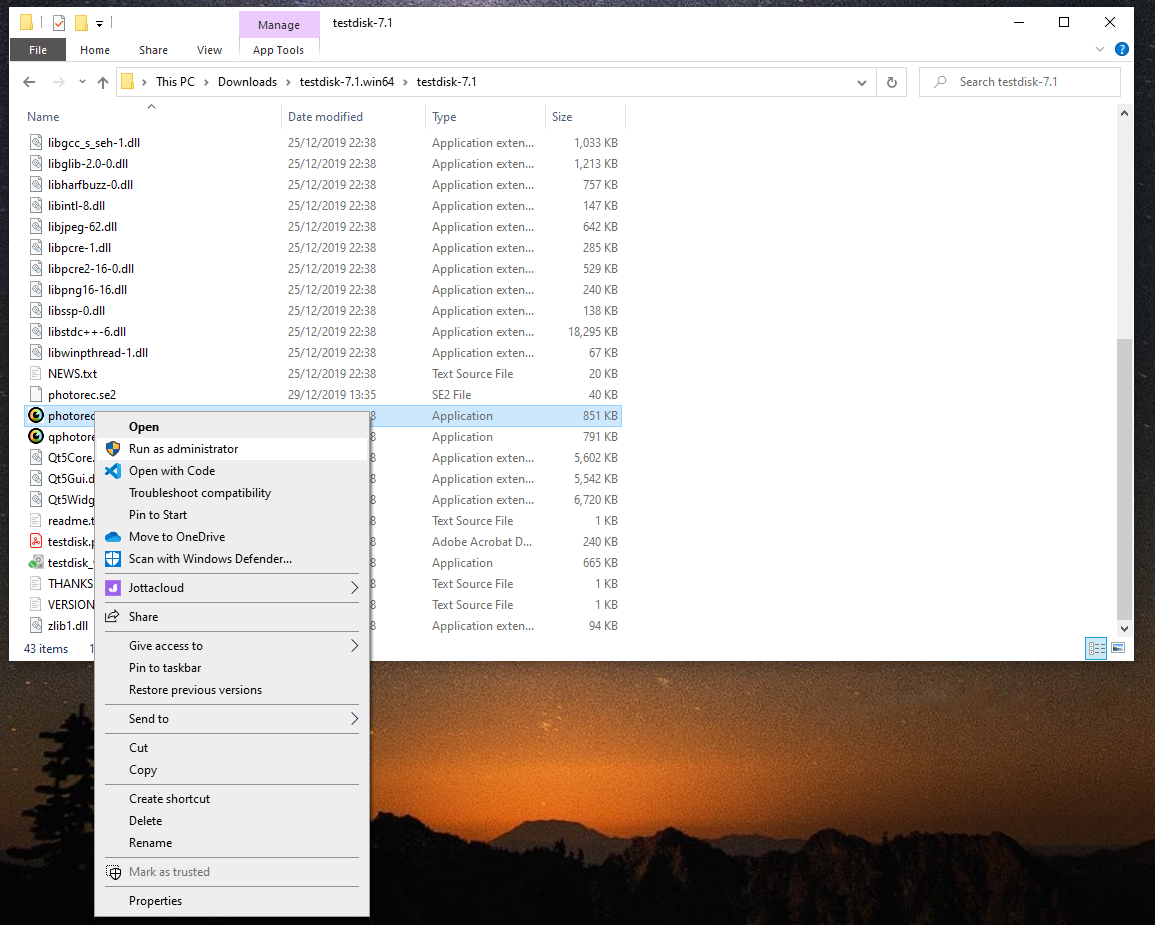 Manage
testdisk-7.1
File
Home
Share
View
App Tools
This PC
Downloads
testdisk-7.1.win64
testdisk-7.1
Search testdisk-7.1
Name
Date modified
Type
Size
libgcc_s_seh-1.dll 25/12/2019 22:38 Application exten... 1,033 KB
libglib-2.0-0.dll 25/12/2019 22:38 Application exten... 1,213 KB
libharfbuzz-0.dll 25/12/2019 22:38 Application exten... 757 KB
libintl-8.dll 25/12/2019 22:38 Application exten... 147 KB
libjpeg-62.dll 25/12/2019 22:38 Application exten... 642 KB
libpcre-1.dll 25/12/2019 22:38 Application exten... 285 KB
libpcre2-16-0.dll 25/12/2019 22:38 Application exten... 529 KB
libpng16-16.dll 25/12/2019 22:38 Application exten... 240 KB
libssp-0.dll 25/12/2019 22:38 Application exten... 138 KB
libstdc++-6.dll 25/12/2019 22:38 Application exten... 18,295 KB
libwinpthread-1.dll 25/12/2019 22:38 Application exten... 67 KB
NEWS.txt 25/12/2019 22:38 Text Source File 20 KB
photorec.se2 29/12/2019 13:35 SE2 File 40 KB
photorec 8 Application 851 KB
qphotore 8 Application 791 KB
Qt5Core. 8 Application exten... 5,602 KB
Qt5Gui.d 8 Application exten... 5,542 KB
Qt5Widg 8 Application exten... 6,720 KB
readme.t 8 Text Source File 1 KB
testdisk.p 8 Adobe Acrobat D... 240 KB
testdisk_ 8 Application 665 KB
THANKS 8 Text Source File 1 KB
VERSION 8 Text Source File 1 KB
zlib1.dll 8 Application exten... 94 KB
43 items 1
Open
Run as administrator
Open with Code
Troubleshoot compatibility
Pin to Start
Move to OneDrive
Scan with Windows Defender...
Jottacloud
Share
Give access to
Pin to taskbar
Restore previous versions
Send to
Cut
Copy
Create shortcut
Delete
Rename
Mark as trusted
Properties